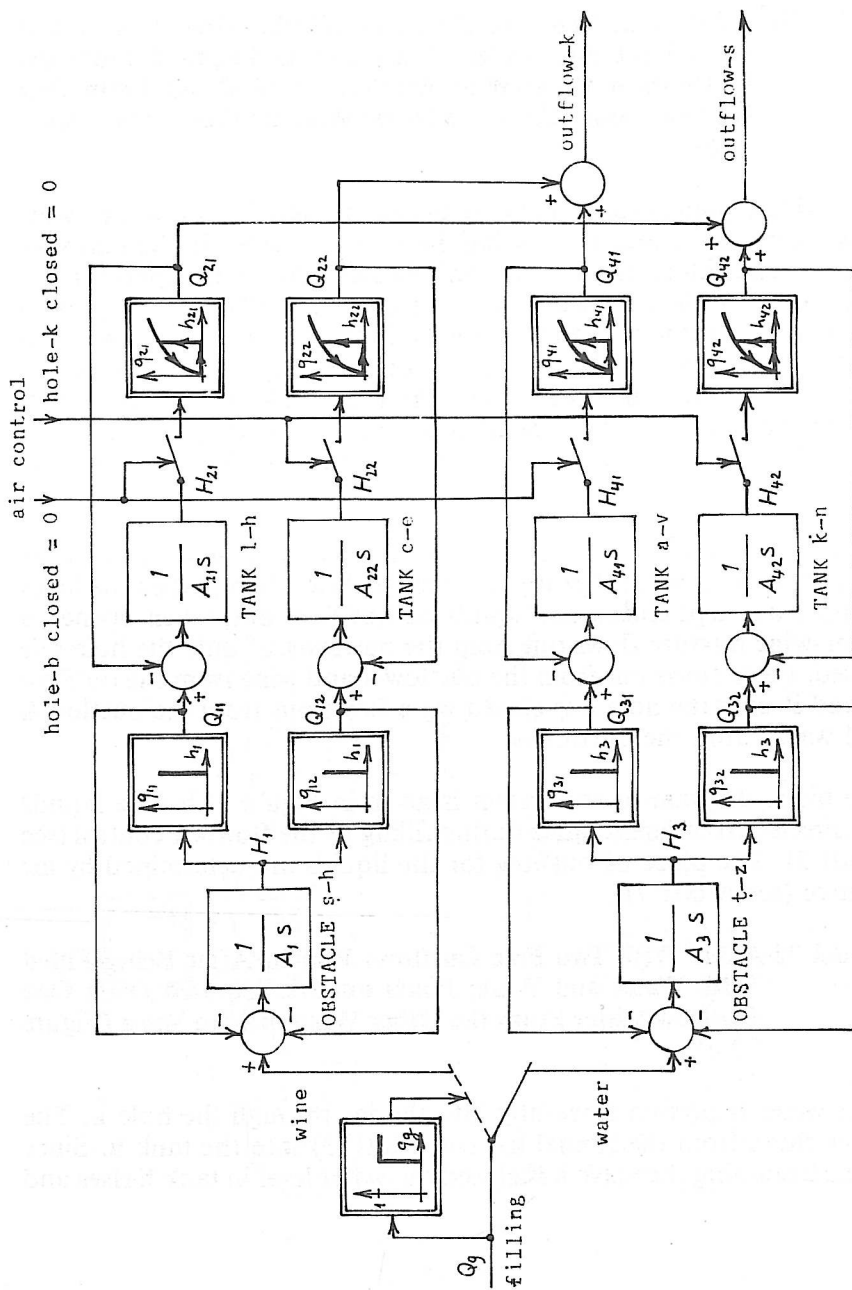 air control
hole-b closed = 0
hole-k closed = 0
q21
Q21
Q11
q11
h1
1
A21 s
H21
h21
TANK l-h
q22
Q22
Q12
q12
h1
1
A22 s
H22
h22
TANK c-e
H1
1
A1 s
OBSTACLE ṣ-h
wine
1
qg
Qg
filling
water
outflow-k
q41
Q41
Q31
q31
h3
1
A41 s
H41
h41
TANK a-v
outflow-s
q42
Q42
Q32
q32
h3
1
A42 s
H42
h42
TANK k-n
H3
1
A3 s
OBSTACLE ṭ-z